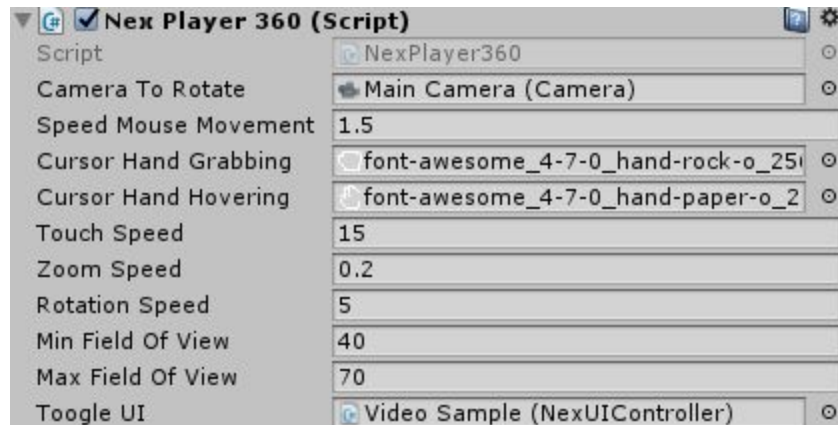 Nex Player 360 (Script)
Script NexPlayer360
Camera To Rotate Main Camera (Camera)
Speed Mouse Movement 1.5
Cursor Hand Grabbing font-awesome_4-7-0_hand-rock-o_25
Cursor Hand Hovering font-awesome_4-7-0_hand-paper-o_2
Touch Speed 15
Zoom Speed 0.2
Rotation Speed 5
Min Field Of View 40
Max Field Of View 70
Toogle UI Video Sample (NexUIController)